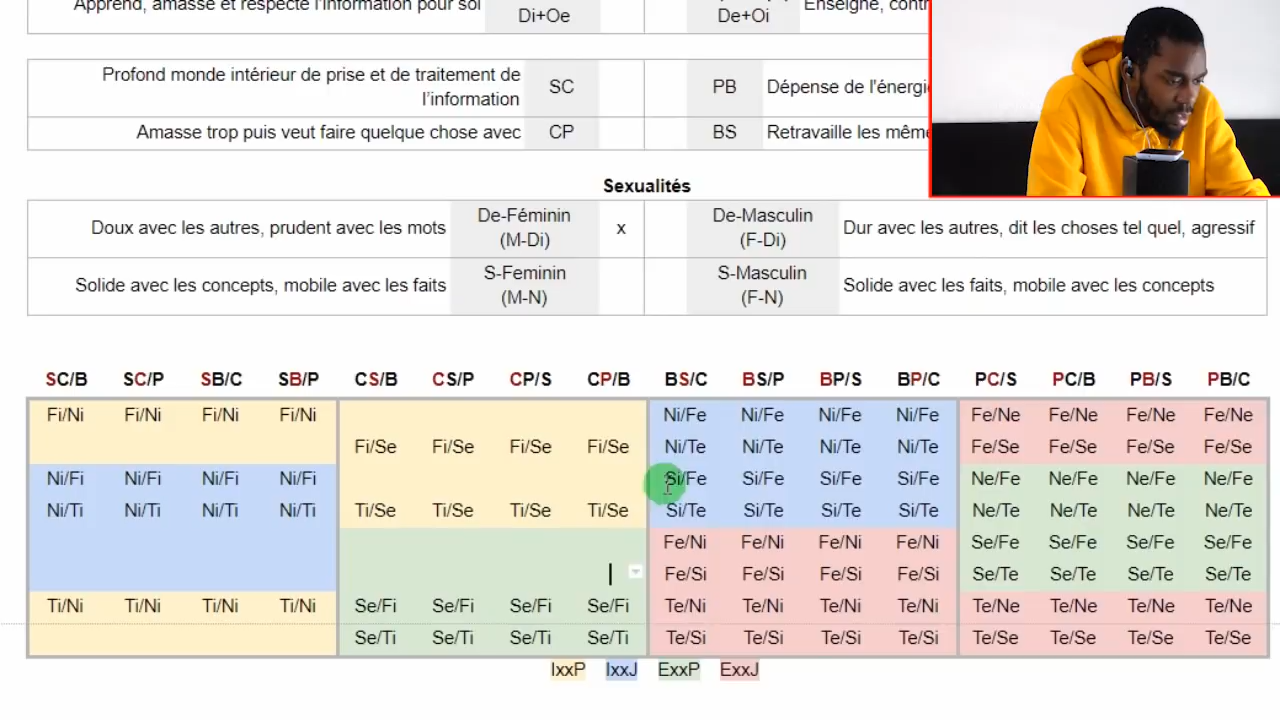 Apprend, amasse et respecte l'information pour soi Di+Oe De+Oi Enseigne,
Profond monde intérieur de prise et de traitement de l'information SC PB Dépense de l'énergie
Amasse trop puis veut faire quelque chose avec CP BS Retravaille les même
Sexualités
Doux avec les autres, prudent avec les mots De-Féminin (M-Di) x De-Masculin (F-Di) Dur avec les autres, dit les choses tel quel, agressif
Solide avec les concepts, mobile avec les faits S-Feminin (M-N) S-Masculin (F-N) Solide avec les faits, mobile avec les concepts
SC/B SC/P SB/C SB/P CS/B CS/P CP/S CP/B BS/C BS/P BP/S BP/C PC/S PC/B PB/S PB/C
Fi/Ni Fi/Ni Fi/Ni Fi/Ni Ni/Fe Ni/Fe Ni/Fe Ni/Fe Fe/Ne Fe/Ne Fe/Ne Fe/Ne
Fi/Se Fi/Se Fi/Se Fi/Se Ni/Te Ni/Te Ni/Te Ni/Te Fe/Se Fe/Se Fe/Se Fe/Se
Ni/Fi Ni/Fi Ni/Fi Ni/Fi Si/Fe Si/Fe Si/Fe Si/Fe Ne/Fe Ne/Fe Ne/Fe Ne/Fe
Ni/Ti Ni/Ti Ni/Ti Ni/Ti Ti/Se Ti/Se Ti/Se Ti/Se Si/Te Si/Te Si/Te Si/Te Ne/Te Ne/Te Ne/Te Ne/Te
Fe/Ni Fe/Ni Fe/Ni Fe/Ni Se/Fe Se/Fe Se/Fe Se/Fe
Fe/Si Fe/Si Fe/Si Fe/Si Se/Te Se/Te Se/Te Se/Te
Ti/Ni Ti/Ni Ti/Ni Ti/Ni Se/Fi Se/Fi Se/Fi Se/Fi Te/Ni Te/Ni Te/Ni Te/Ni Te/Ne Te/Ne Te/Ne Te/Ne
Se/Ti Se/Ti Se/Ti Se/Ti Te/Si Te/Si Te/Si Te/Si Te/Se Te/Se Te/Se Te/Se
IxxP IxxJ ExxP ExxJ